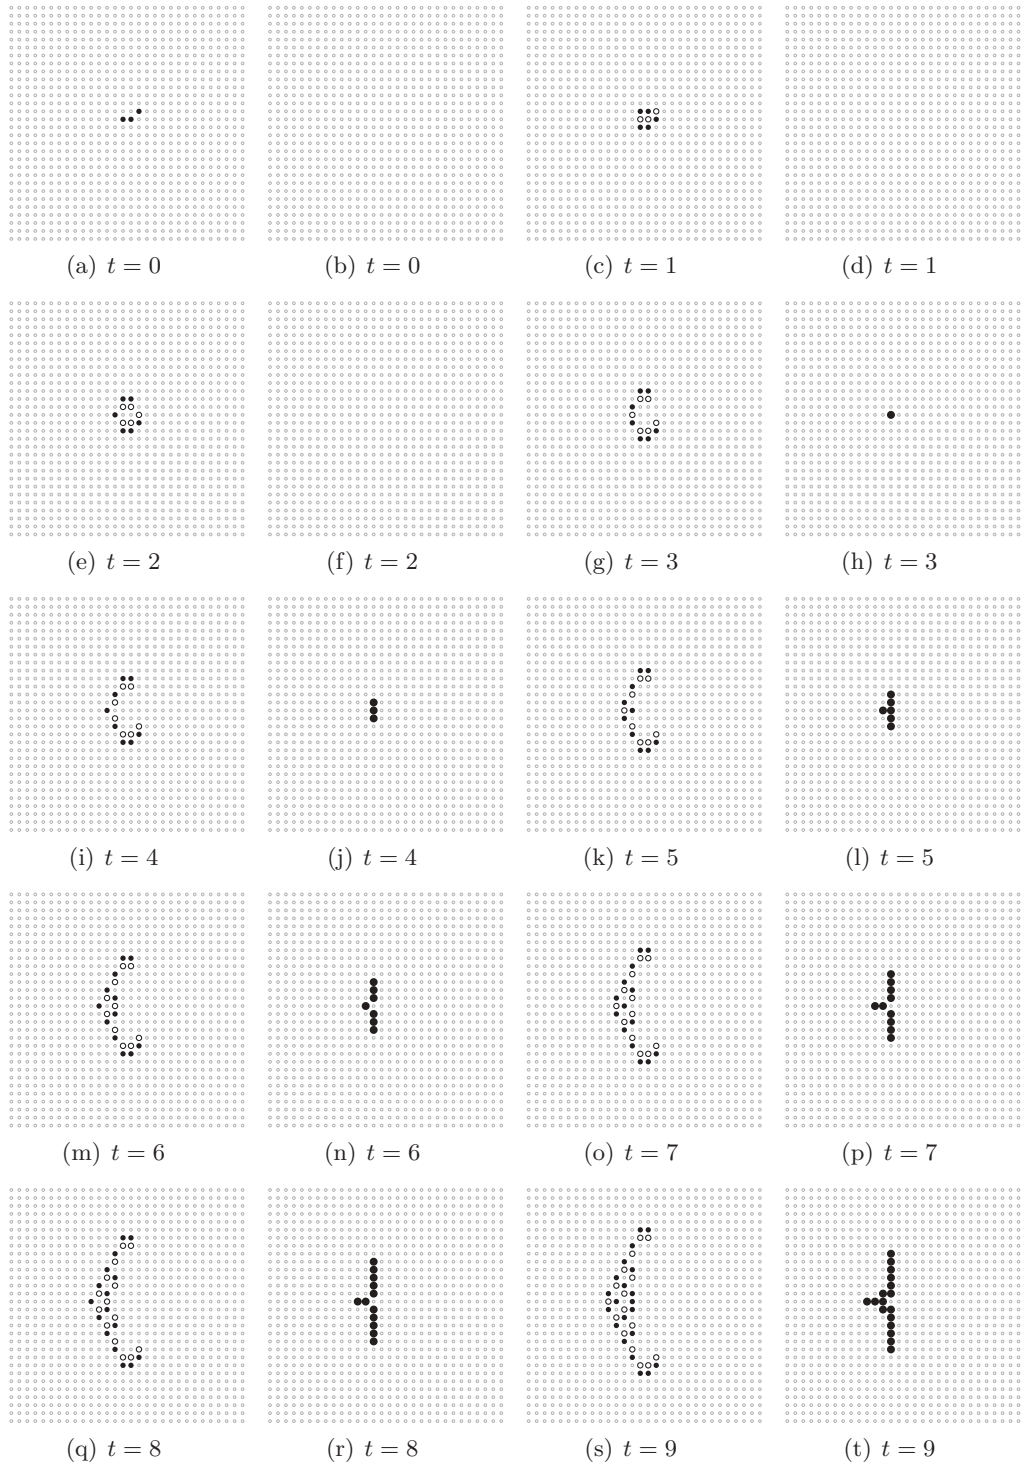 (a) t = 0 (b) t = 0 (c) t = 1 (d) t = 1
(e) t = 2 (f) t = 2 (g) t = 3 (h) t = 3
(i) t = 4 (j) t = 4 (k) t = 5 (l) t = 5
(m) t = 6 (n) t = 6 (o) t = 7 (p) t = 7
(q) t = 8 (r) t = 8 (s) t = 9 (t) t = 9